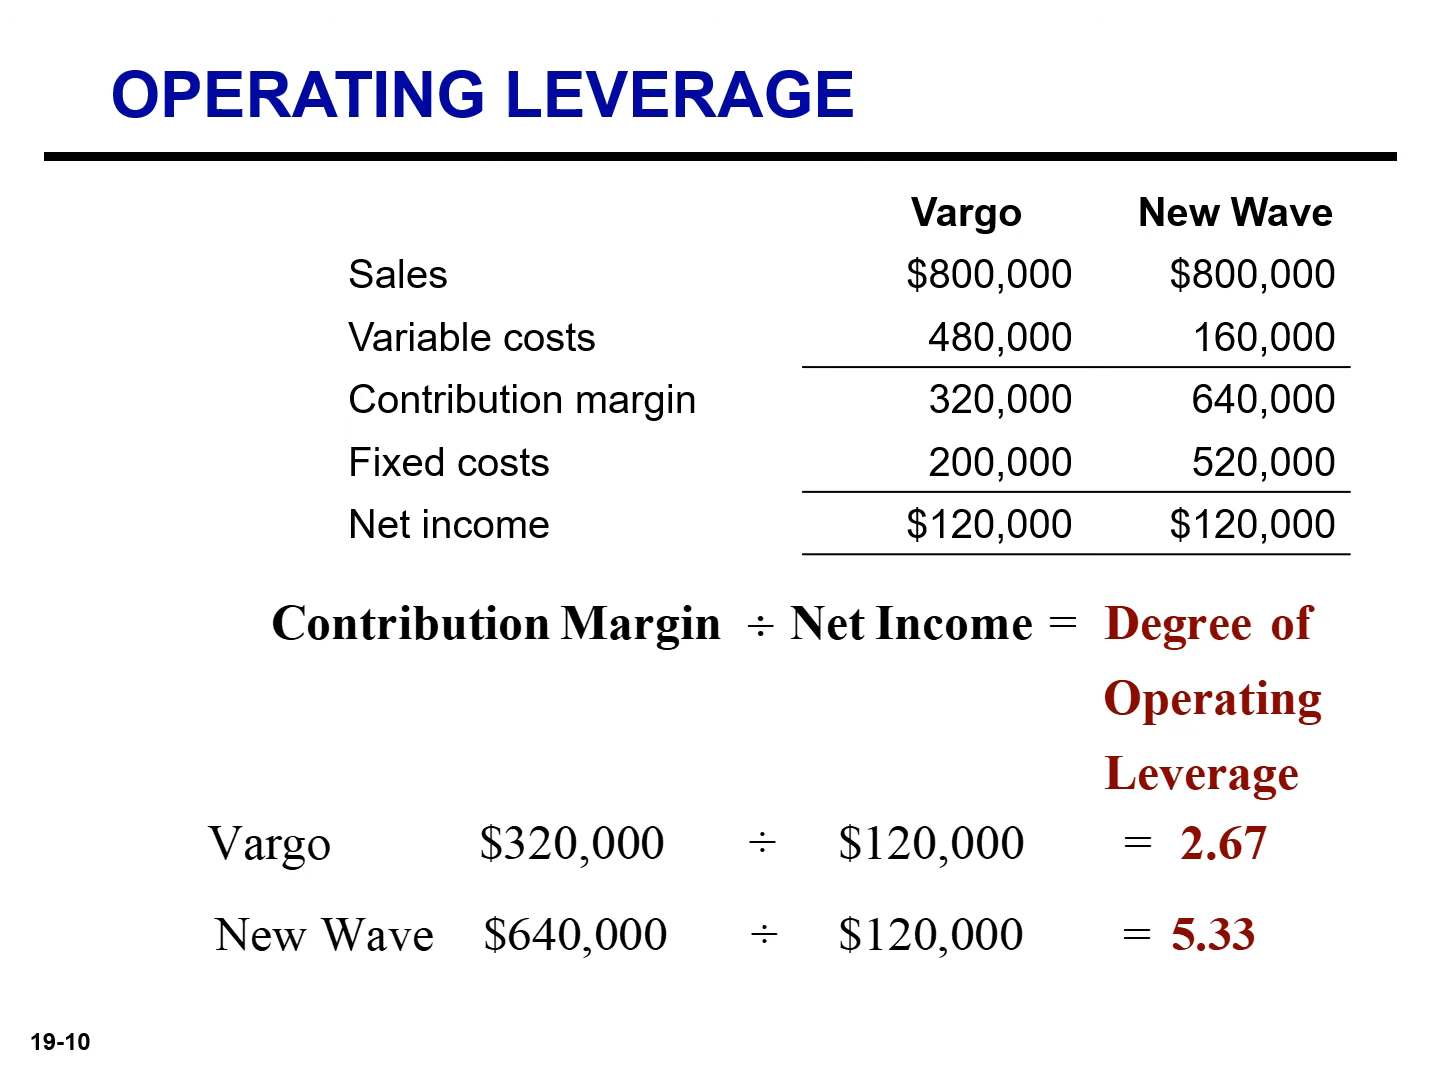 OPERATING LEVERAGE
Vargo New Wave
Sales $800,000 $800,000
Variable costs 480,000 160,000
Contribution margin 320,000 640,000
Fixed costs 200,000 520,000
Net income $120,000 $120,000
Contribution Margin ÷ Net Income = Degree of
Operating
Leverage
Vargo $320,000 ÷ $120,000 = 2.67
New Wave $640,000 ÷ $120,000 = 5.33
19-10